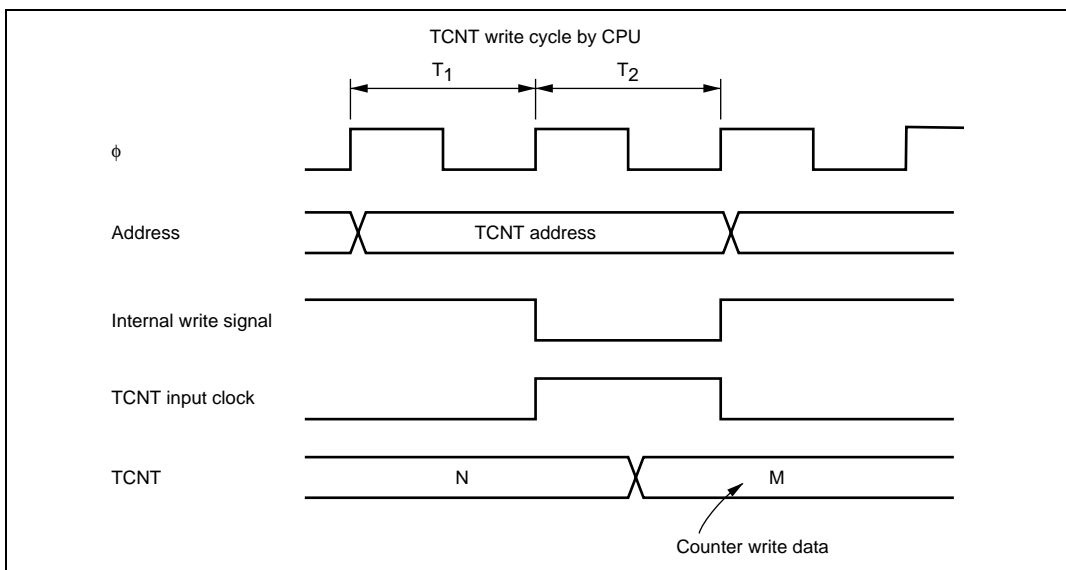 TCNT write cycle by CPU
T1 T2
ϕ
Address TCNT address
Internal write signal
TCNT input clock
TCNT N M
Counter write data